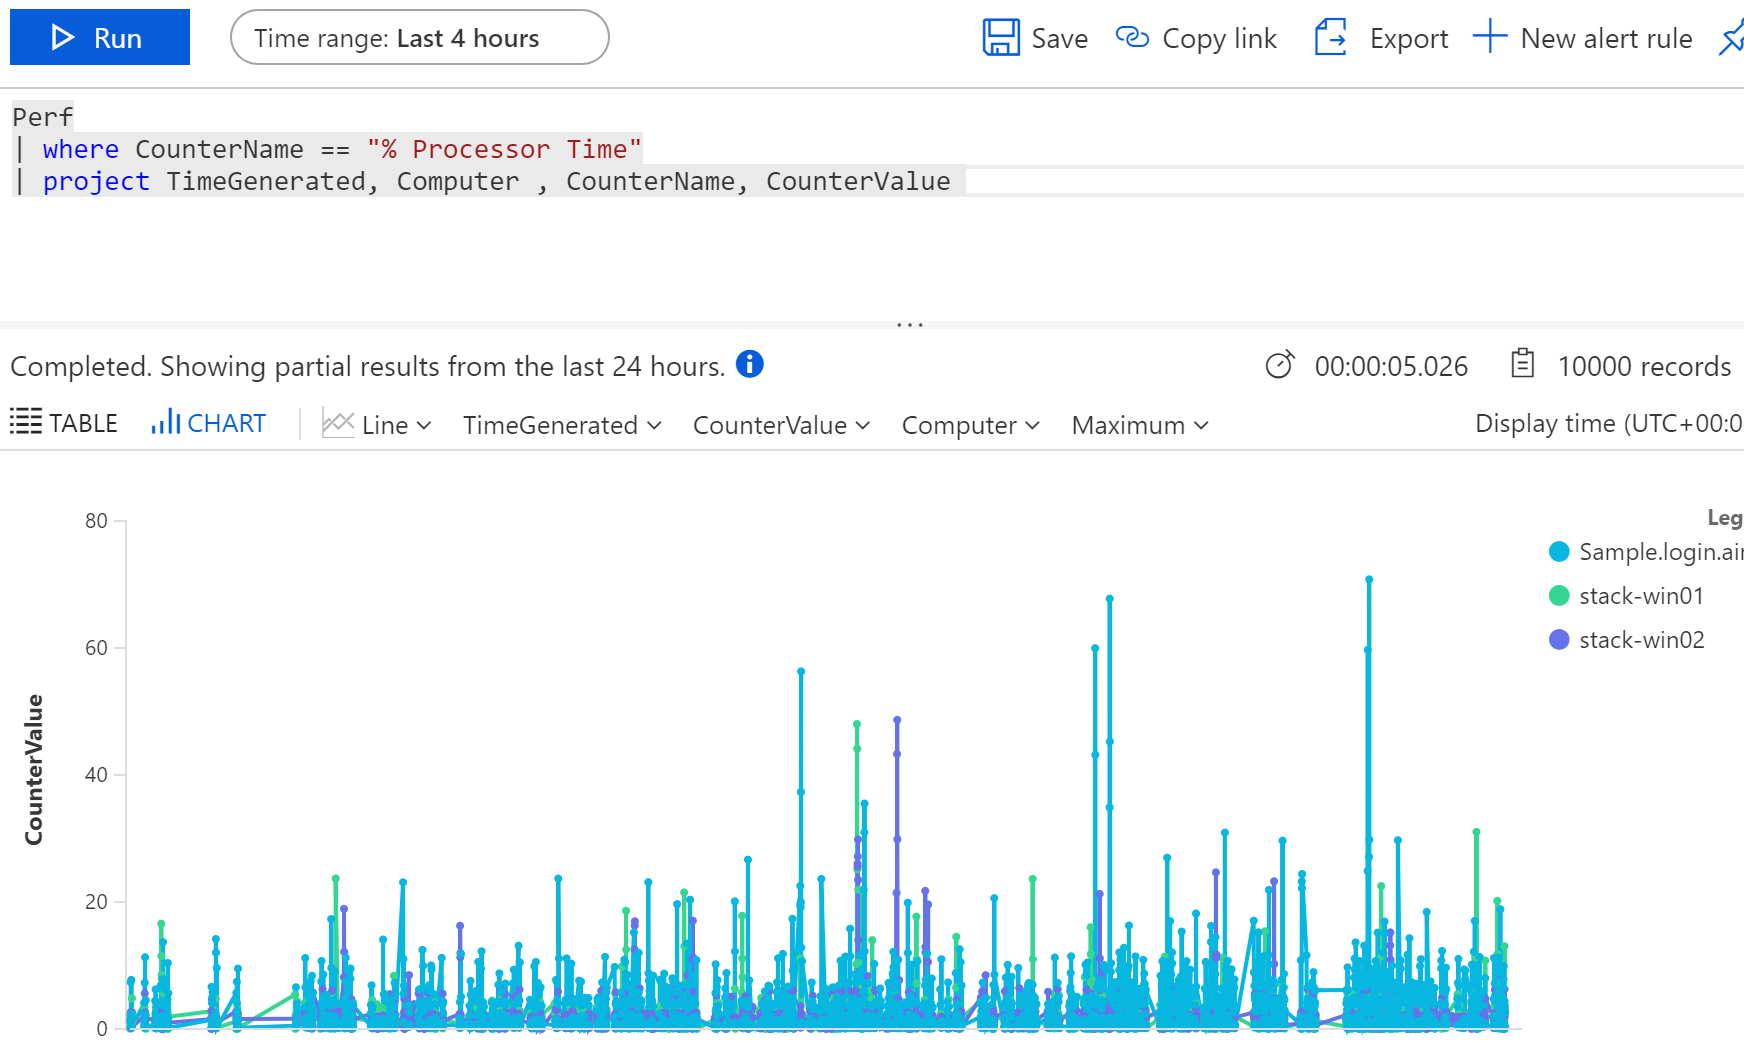 Run
Time range: Last 4 hours
Save
Copy link
Export
New alert rule
Perf
| where CounterName == "% Processor Time"
| project TimeGenerated, Computer , CounterName, CounterValue
...
Completed. Showing partial results from the last 24 hours.
00:00:05.026
10000 records
TABLE
CHART
Line
TimeGenerated
CounterValue
Computer
Maximum
Display time (UTC+00:0
Leg
Sample.login.air
stack-win01
stack-win02
CounterValue
80
60
40
20
0